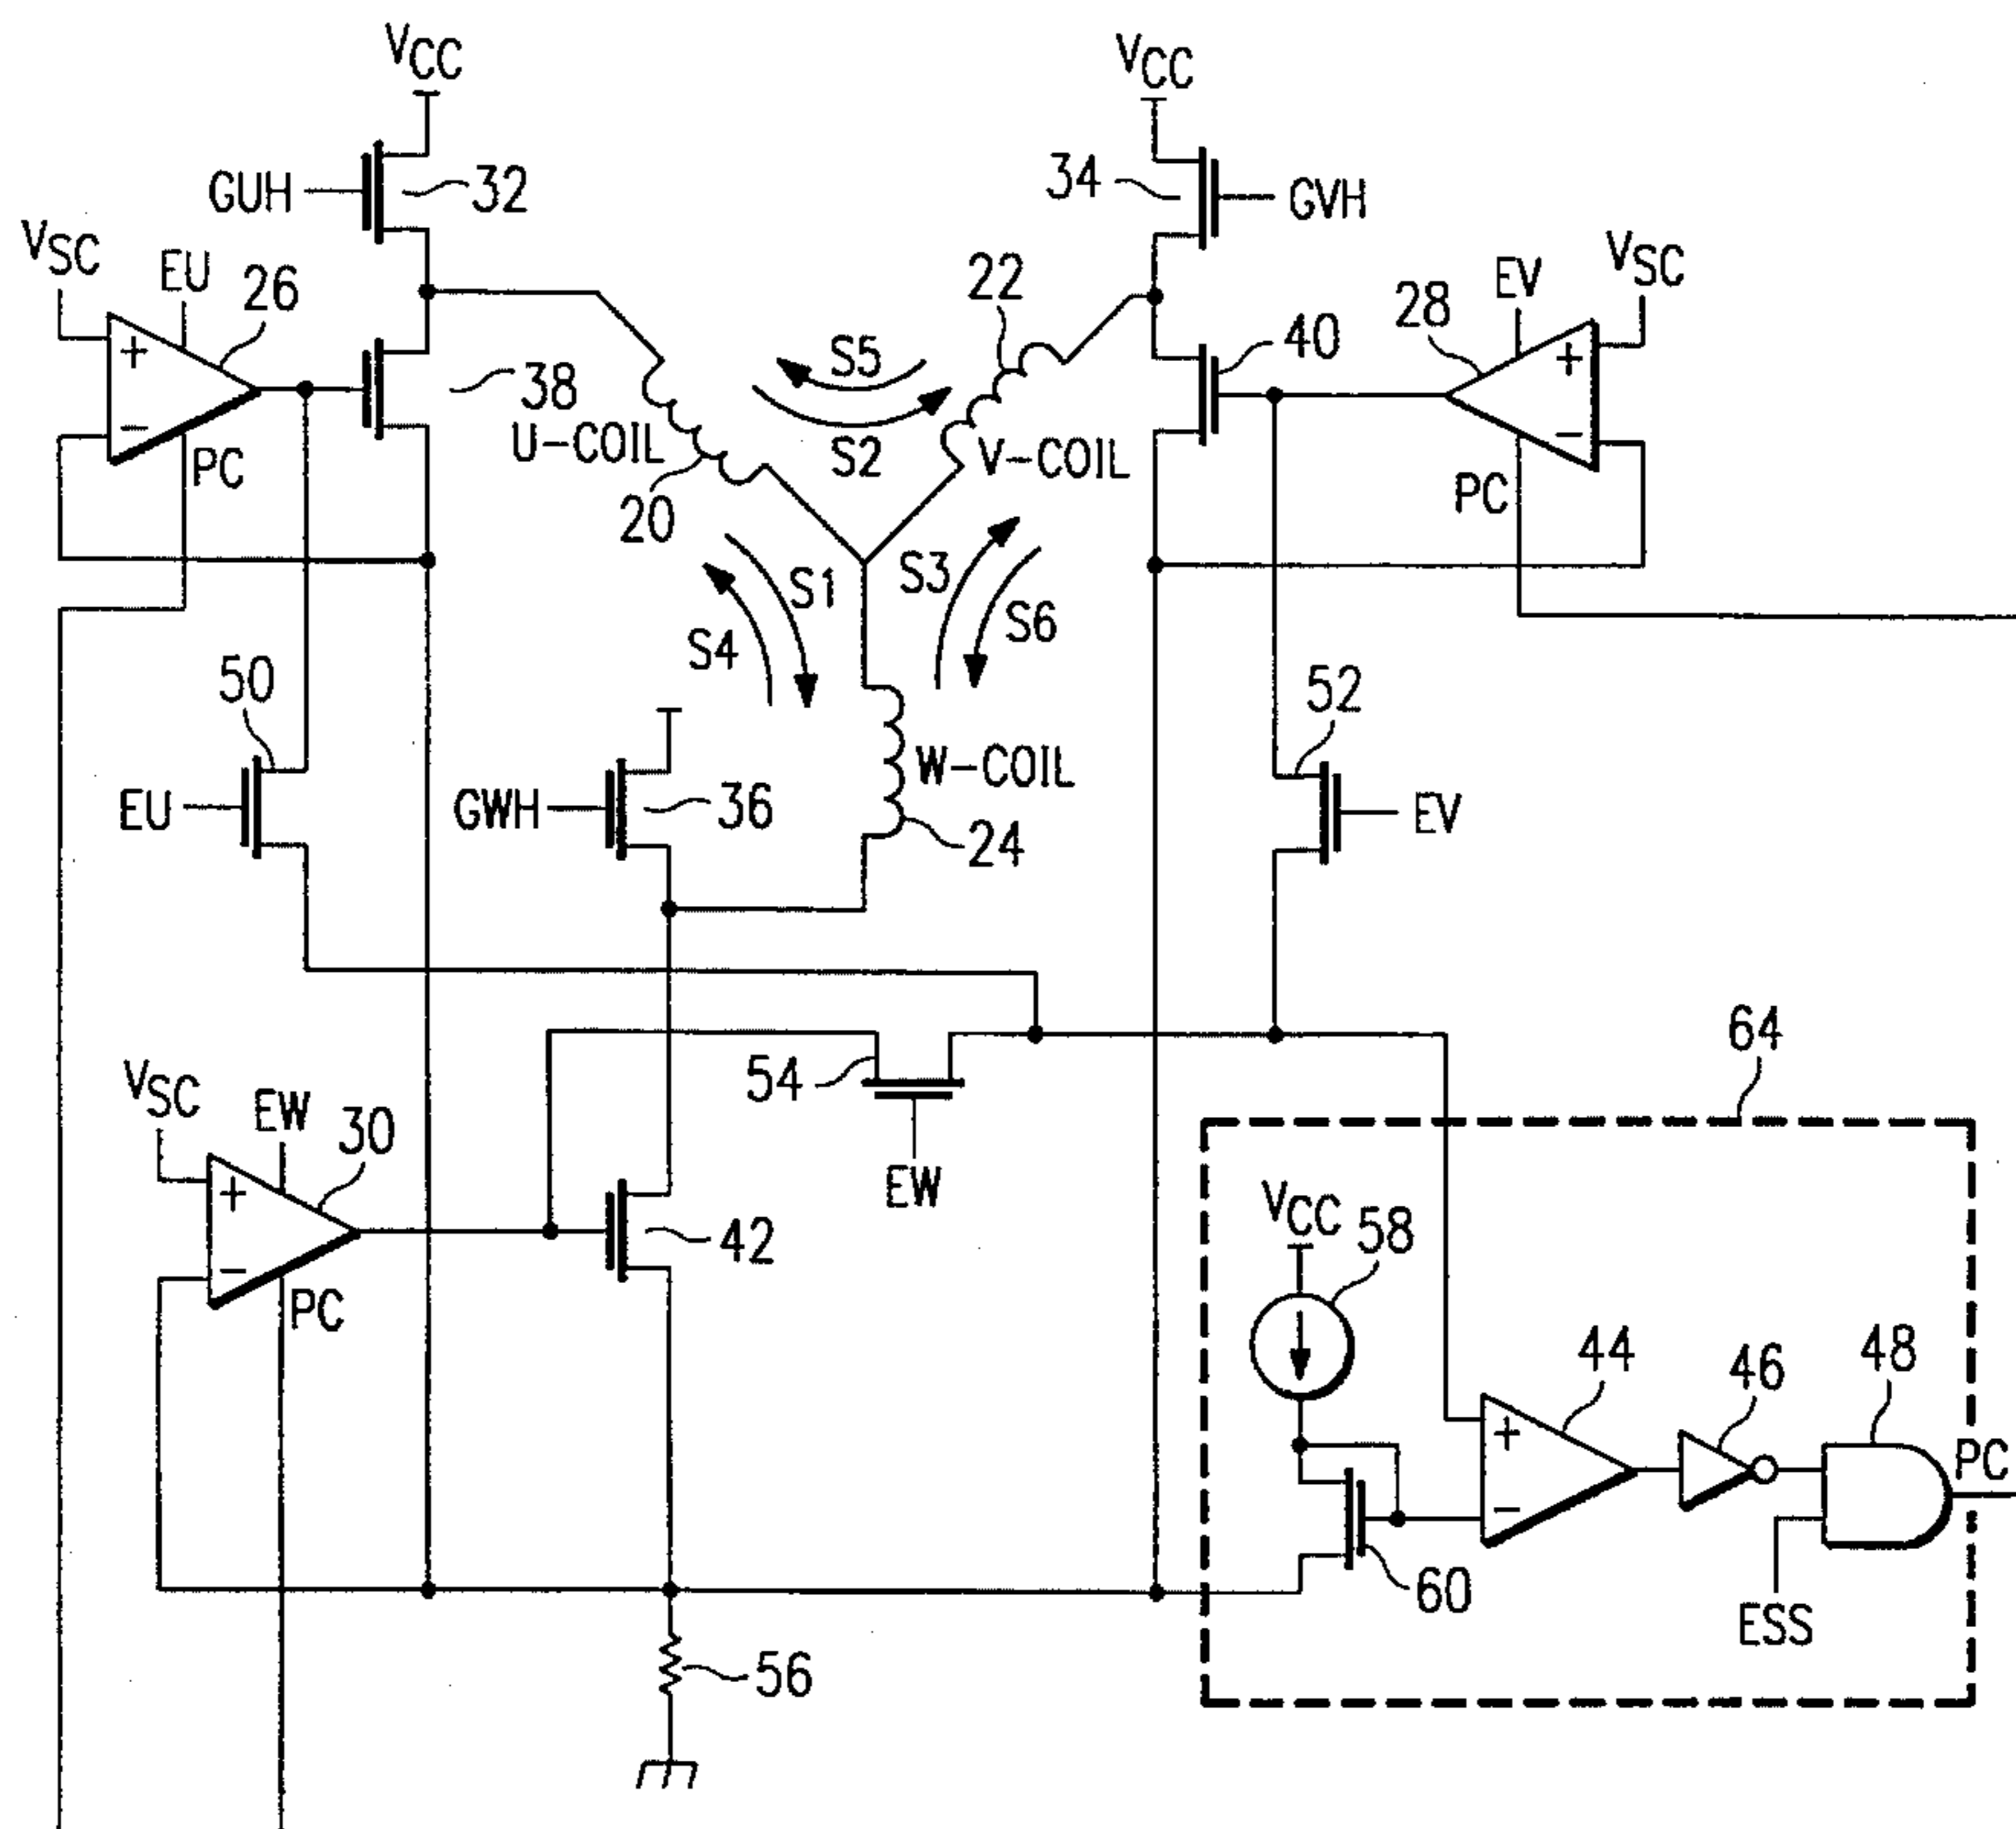 VCC
VCC
GUH
32
34
GVH
VSC
EU
26
22
28
EV
VSC
+
−
PC
38
S5
S2
40
+
−
PC
U-COIL
20
V-COIL
S1
S4
S3
S6
50
52
EU
GWH
36
W-COIL
24
EV
54
EW
64
VSC
EW
30
+
−
PC
42
VCC
58
44
46
48
PC
+
−
60
ESS
56